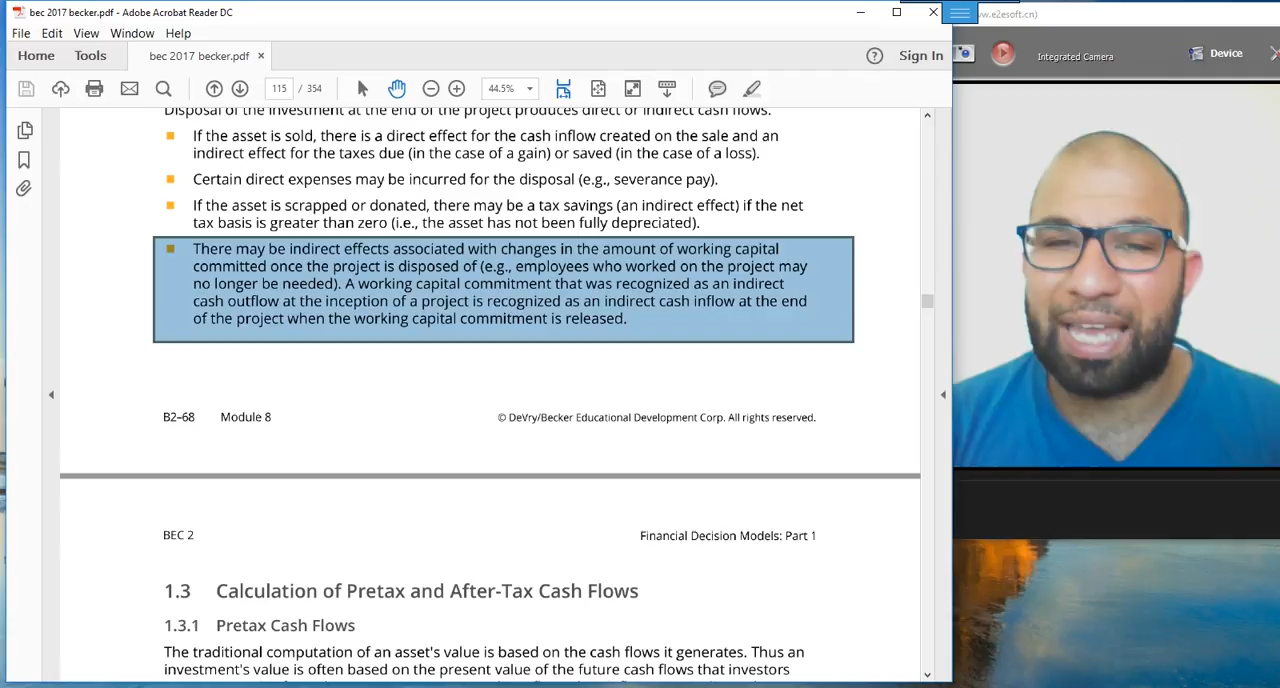 bec 2017 becker.pdf - Adobe Acrobat Reader DC
ww.e2esoft.cn)
File Edit View Window Help
Home Tools bec 2017 becker.pdf × Sign In
Integrated Camera Device
115 / 354 44.5%
Disposal of the investment at the end of the project produces direct or indirect cash flows.
If the asset is sold, there is a direct effect for the cash inflow created on the sale and an
indirect effect for the taxes due (in the case of a gain) or saved (in the case of a loss).
Certain direct expenses may be incurred for the disposal (e.g., severance pay).
If the asset is scrapped or donated, there may be a tax savings (an indirect effect) if the net
tax basis is greater than zero (i.e., the asset has not been fully depreciated).
There may be indirect effects associated with changes in the amount of working capital
committed once the project is disposed of (e.g., employees who worked on the project may
no longer be needed). A working capital commitment that was recognized as an indirect
cash outflow at the inception of a project is recognized as an indirect cash inflow at the end
of the project when the working capital commitment is released.
B2–68 Module 8 © DeVry/Becker Educational Development Corp. All rights reserved.
BEC 2 Financial Decision Models: Part 1
1.3 Calculation of Pretax and After-Tax Cash Flows
1.3.1 Pretax Cash Flows
The traditional computation of an asset's value is based on the cash flows it generates. Thus an
investment's value is often based on the present value of the future cash flows that investors